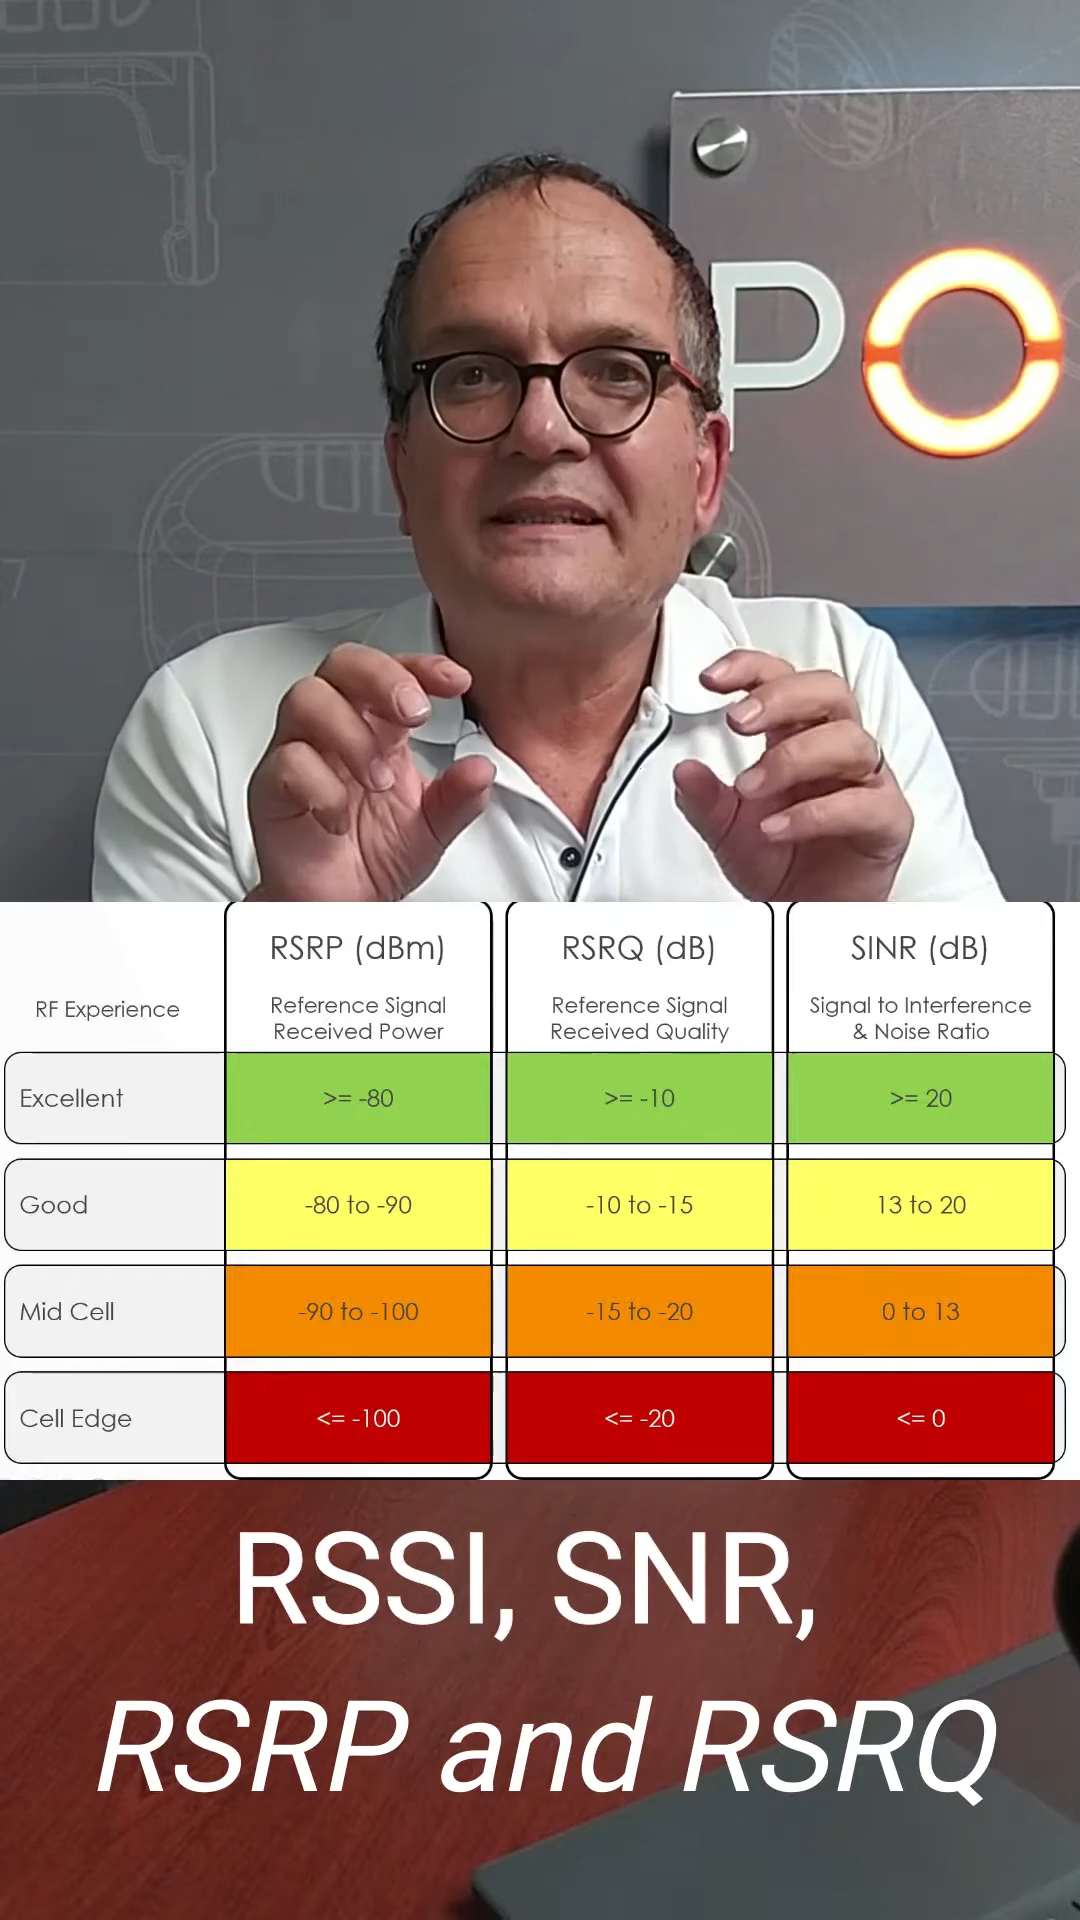 PO
7
RSRP (dBm)
RSRQ (dB)
SINR (dB)
RF Experience
Reference Signal
Received Power
Reference Signal
Received Quality
Signal to Interference
& Noise Ratio
Excellent
>= -80
>= -10
>= 20
Good
-80 to -90
-10 to -15
13 to 20
Mid Cell
-90 to -100
-15 to -20
0 to 13
Cell Edge
<= -100
<= -20
<= 0
RSSI, SNR,
RSRP and RSRQ